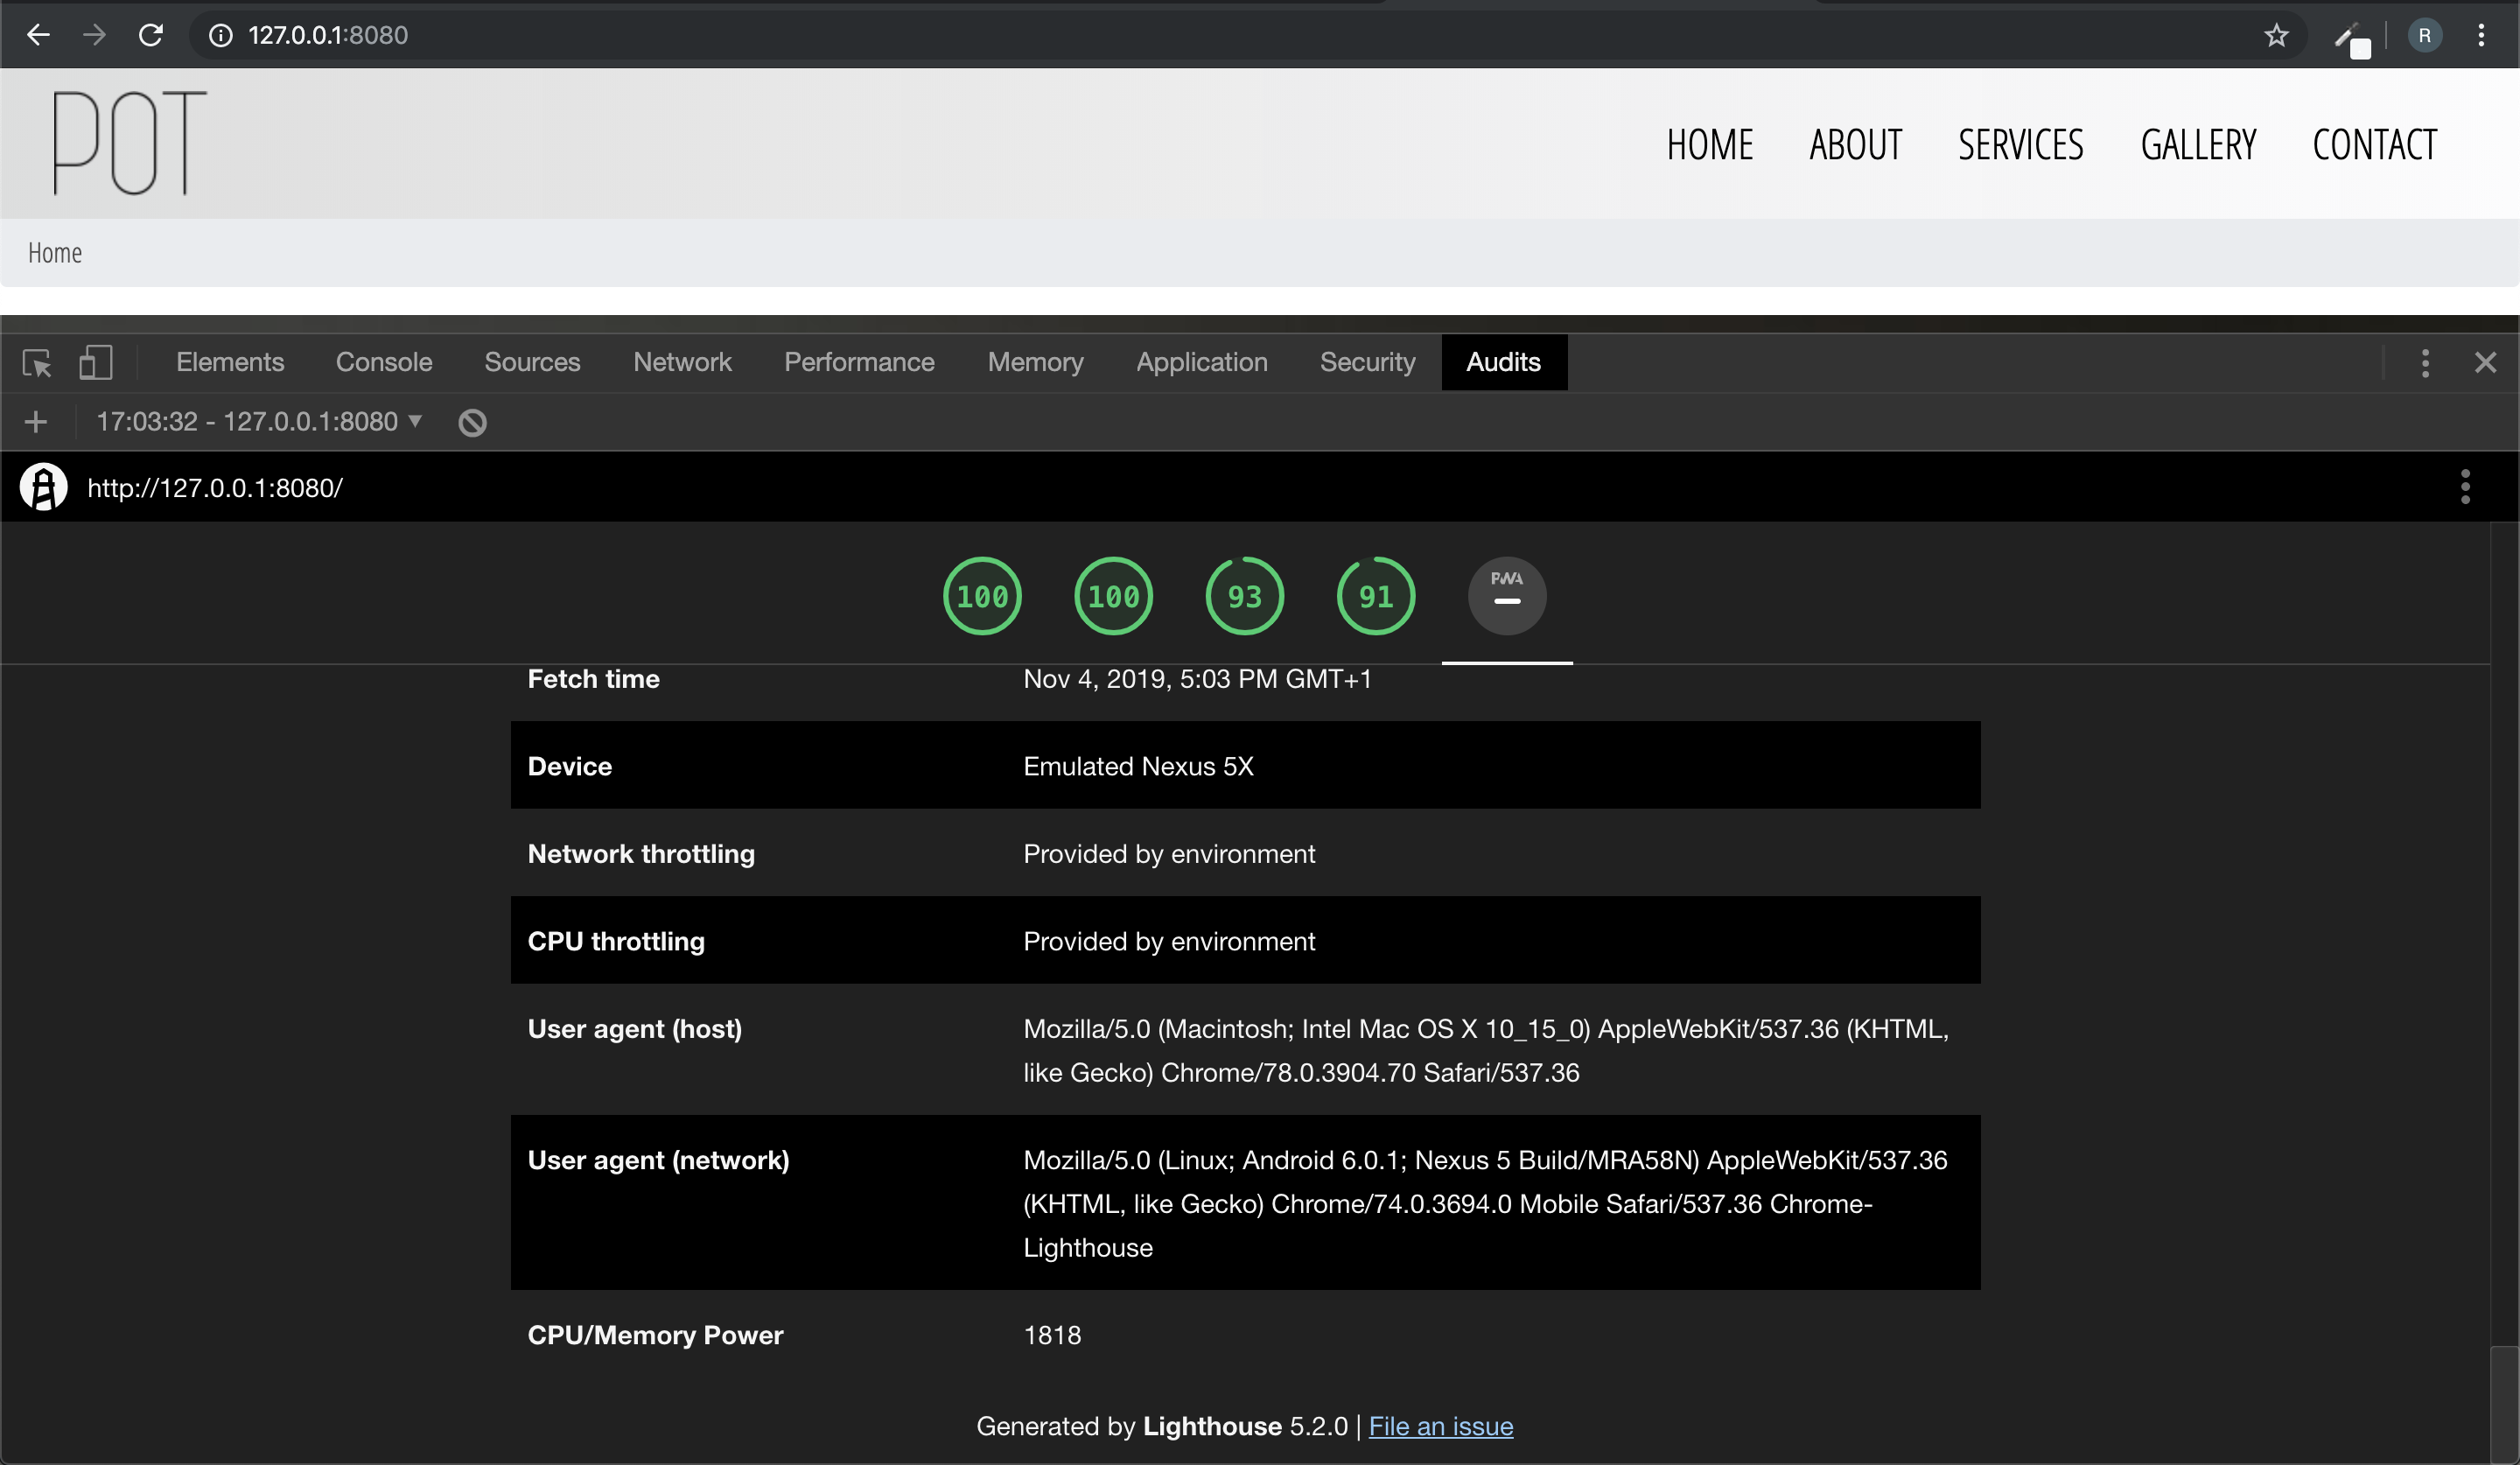 127.0.0.1:8080
R
POT
HOME ABOUT SERVICES GALLERY CONTACT
Home
Elements Console Sources Network Performance Memory Application Security Audits
17:03:32 - 127.0.0.1:8080
http://127.0.0.1:8080/
100 100 93 91 PWA
Fetch time Nov 4, 2019, 5:03 PM GMT+1
Device Emulated Nexus 5X
Network throttling Provided by environment
CPU throttling Provided by environment
User agent (host) Mozilla/5.0 (Macintosh; Intel Mac OS X 10_15_0) AppleWebKit/537.36 (KHTML,
like Gecko) Chrome/78.0.3904.70 Safari/537.36
User agent (network) Mozilla/5.0 (Linux; Android 6.0.1; Nexus 5 Build/MRA58N) AppleWebKit/537.36
(KHTML, like Gecko) Chrome/74.0.3694.0 Mobile Safari/537.36 Chrome-
Lighthouse
CPU/Memory Power 1818
Generated by Lighthouse 5.2.0 | File an issue